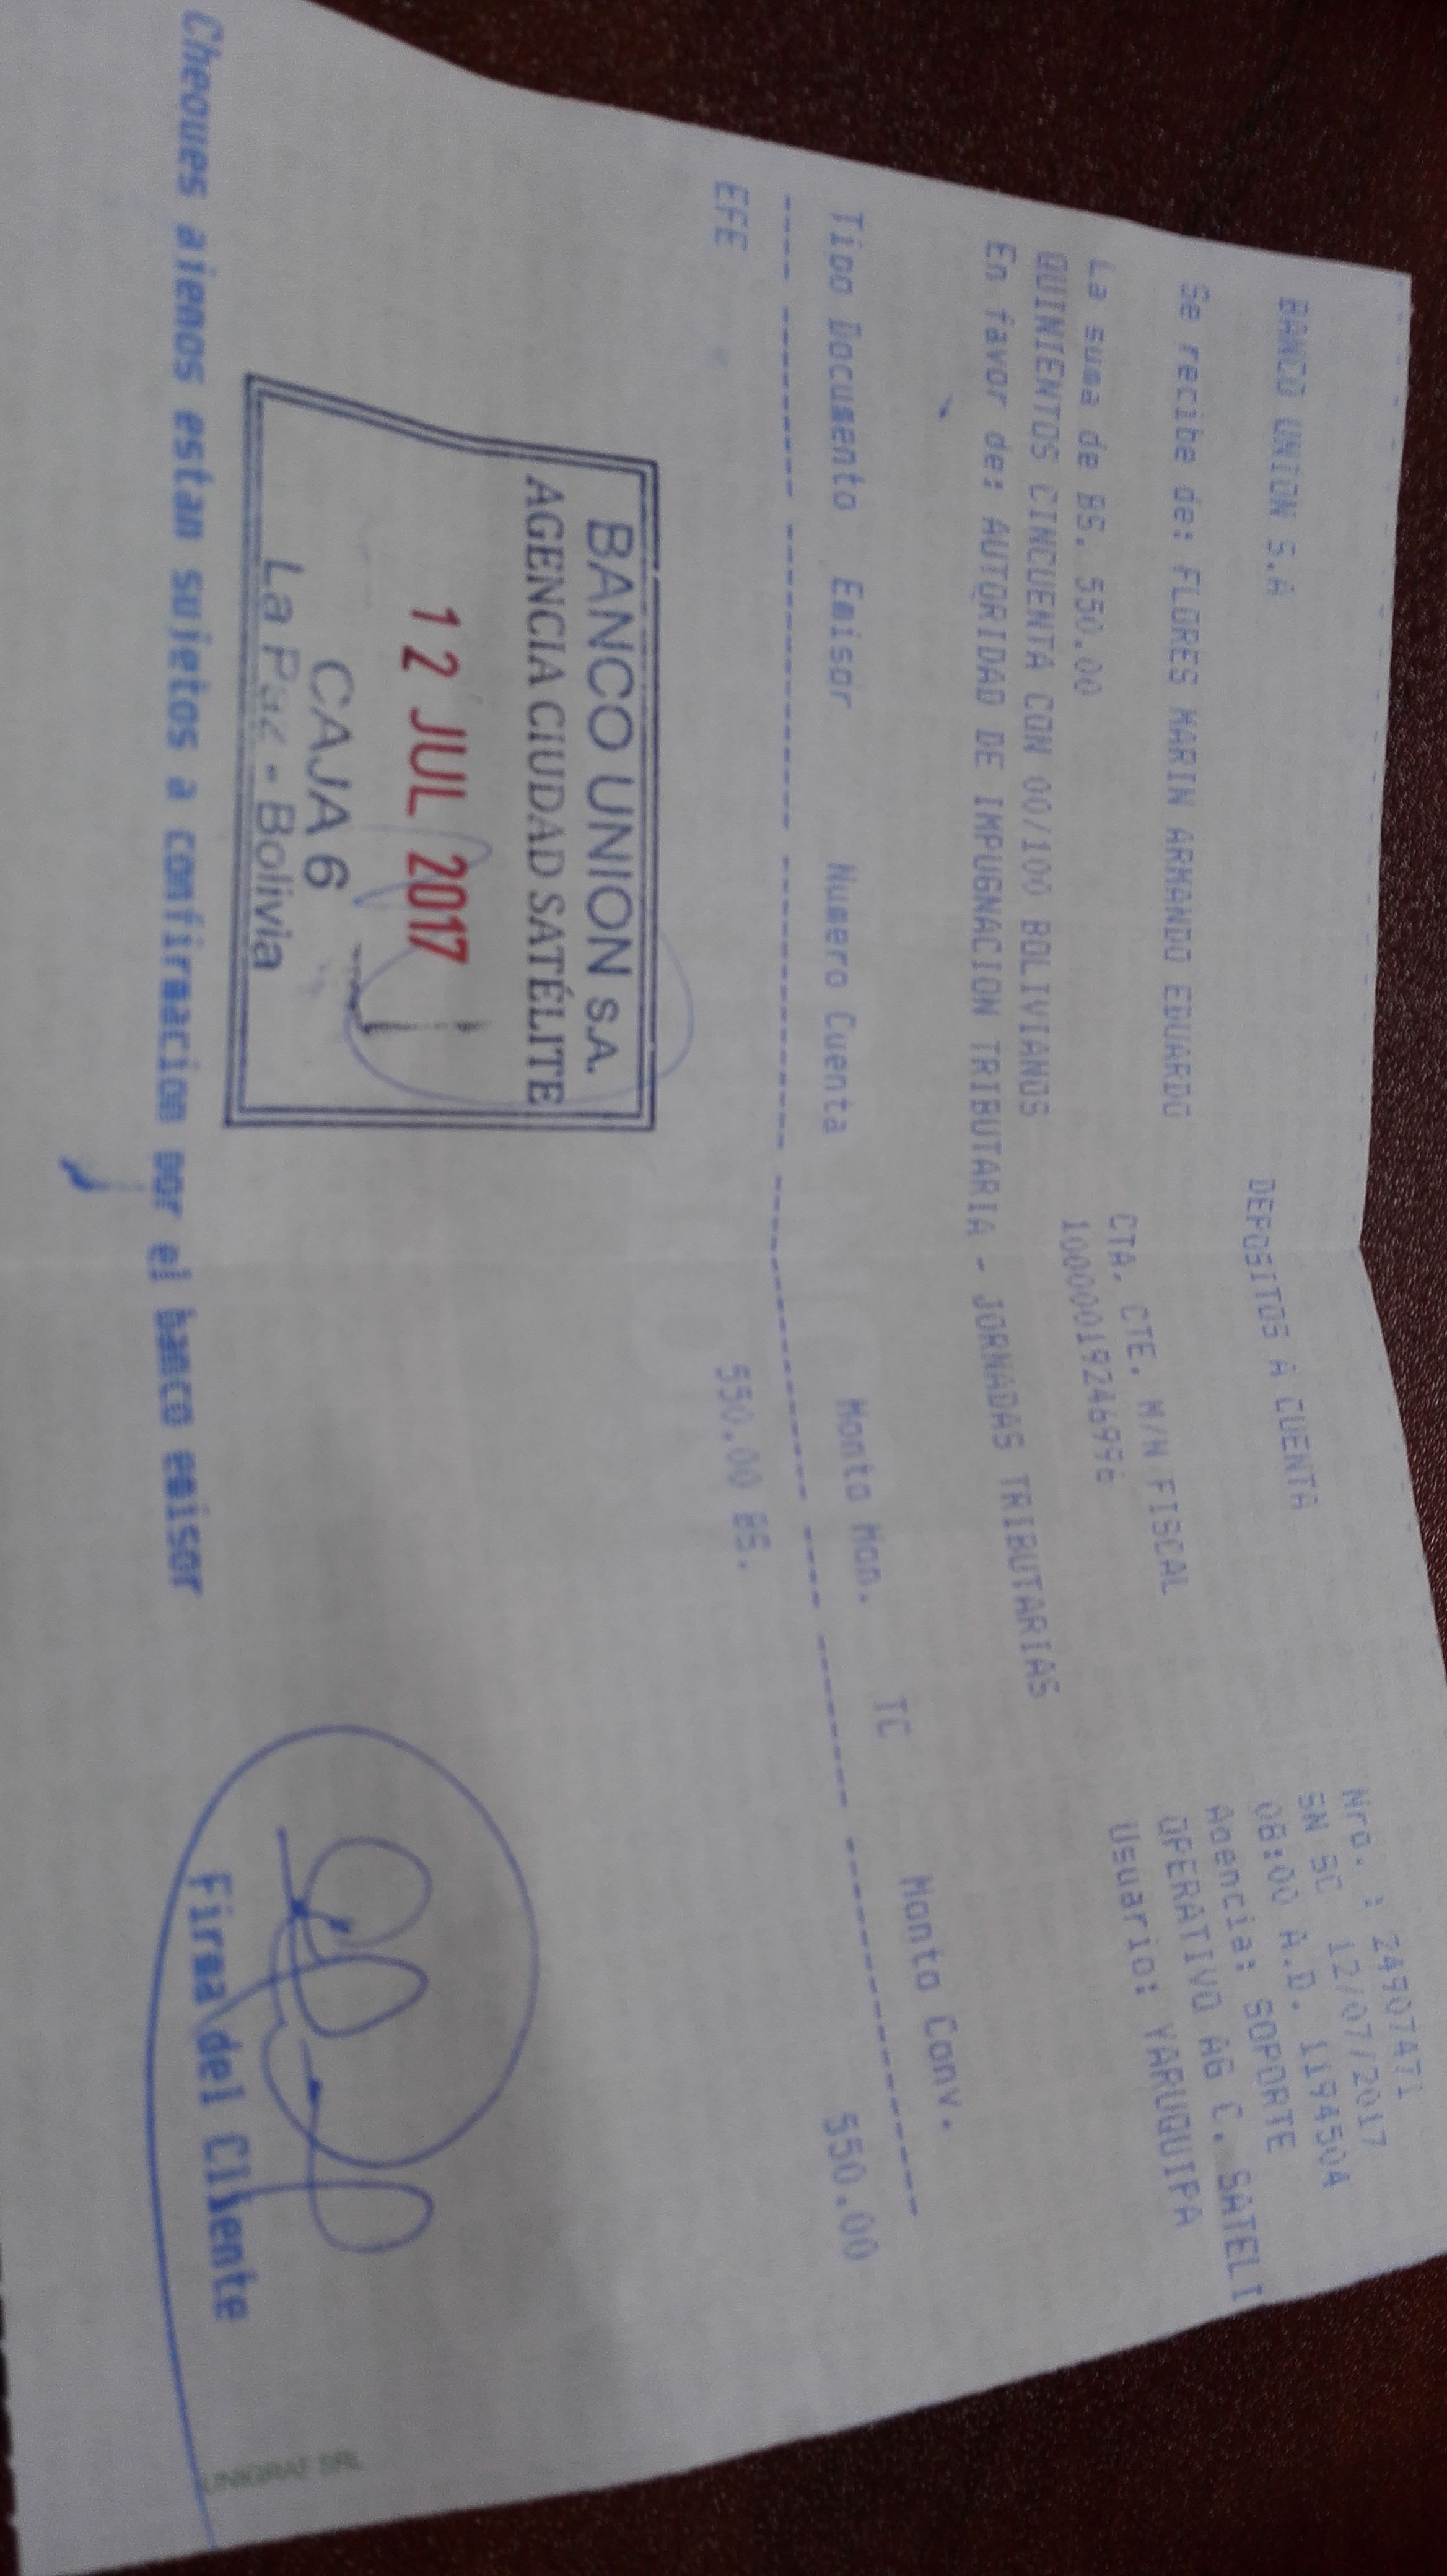 BANCO UNION S.A
DEPOSITOS A CUENTA
Nro. : 24907471
SN SC 12/07/2017
08:00 A.D. 1194504
Agencia: SOPORTE
OPERATIVO AG C. SATELI
Usuario: YARUQUIPA
Se recibe de: FLORES MARIN ARMANDO EDUARDO
CTA. CTE. M/N FISCAL
La suma de BS. 550.00
10000019246996
QUINIENTOS CINCUENTA CON 00/100 BOLIVIANOS
En favor de: AUTORIDAD DE IMPUGNACION TRIBUTARIA - JORNADAS TRIBUTARIAS
Tipo Documento Emisor Numero Cuenta Monto Mon. TC Monto Conv.
EFE 550.00 BS. 550.00
BANCO UNION S.A.
AGENCIA CIUDAD SATÉLITE
12 JUL 2017
CAJA 6
La Paz - Bolivia
Firma del Cliente
Cheques ajenos estan sujetos a confirmacion por el banco emisor
UNIGRAF SRL